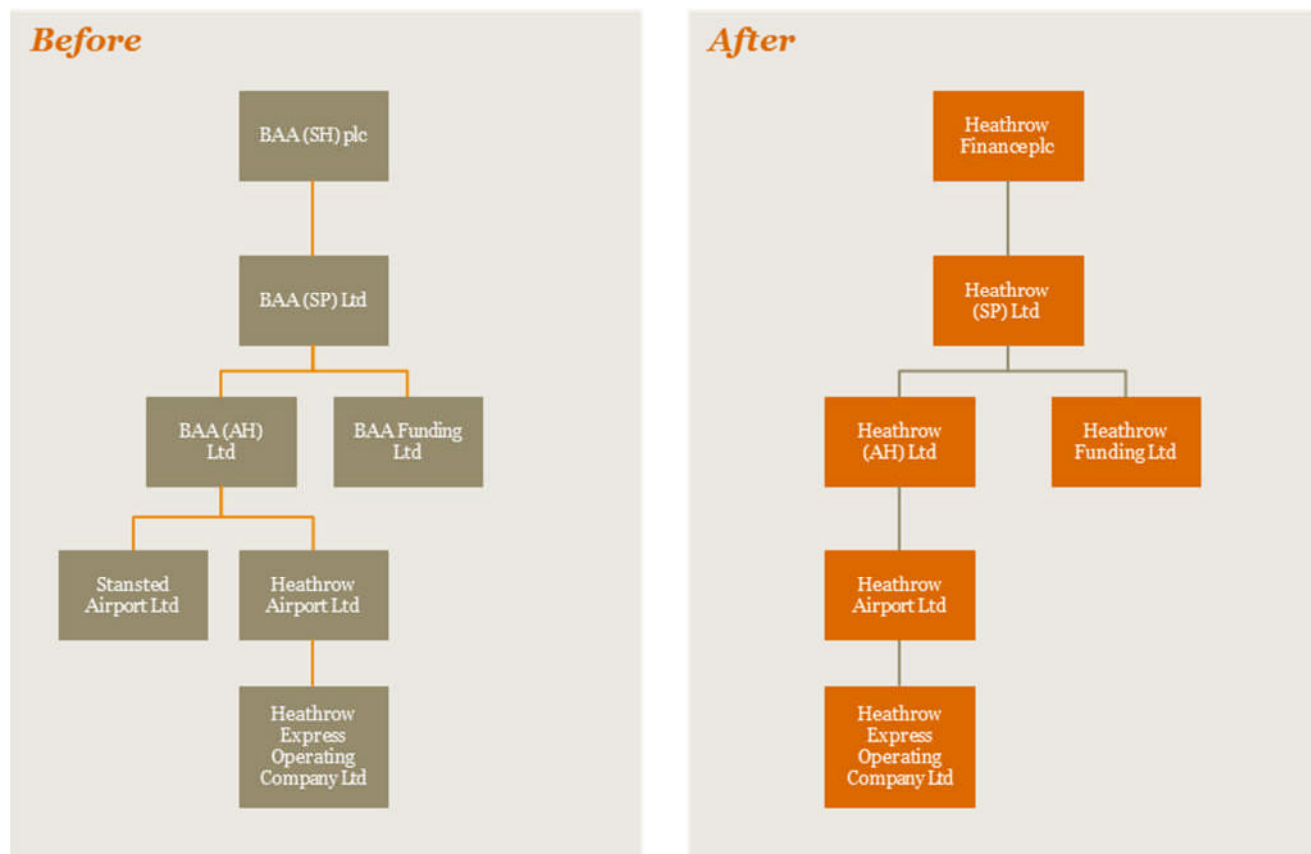 Before
BAA (SH) plc
BAA (SP) Ltd
BAA (AH)
Ltd
BAA Funding
Ltd
Stansted
Airport Ltd
Heathrow
Airport Ltd
Heathrow
Express
Operating
Company Ltd
After
Heathrow
Financeplc
Heathrow
(SP) Ltd
Heathrow
(AH) Ltd
Heathrow
Funding Ltd
Heathrow
Airport Ltd
Heathrow
Express
Operating
Company Ltd